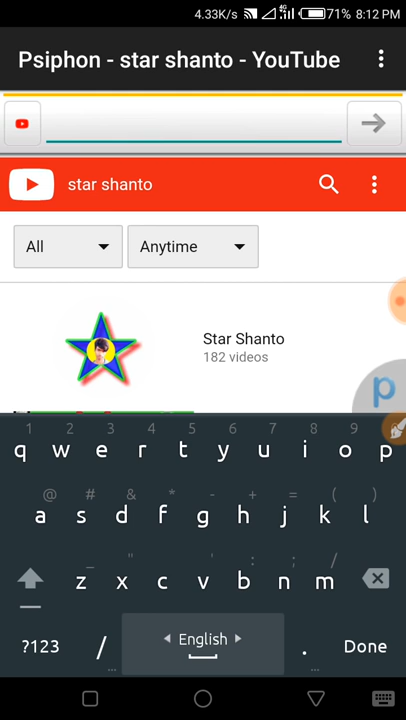 4.33K/s 4G 71% 8:12 PM
Psiphon - star shanto - YouTube
star shanto
All Anytime
Star Shanto
182 videos
p
1 2 3 4 5 6 7 8 9
q w e r t y u i o p
@ # & * - + = ( )
a s d f g h j k l
_ " ' : ; /
z x c v b n m
?123 / English . Done